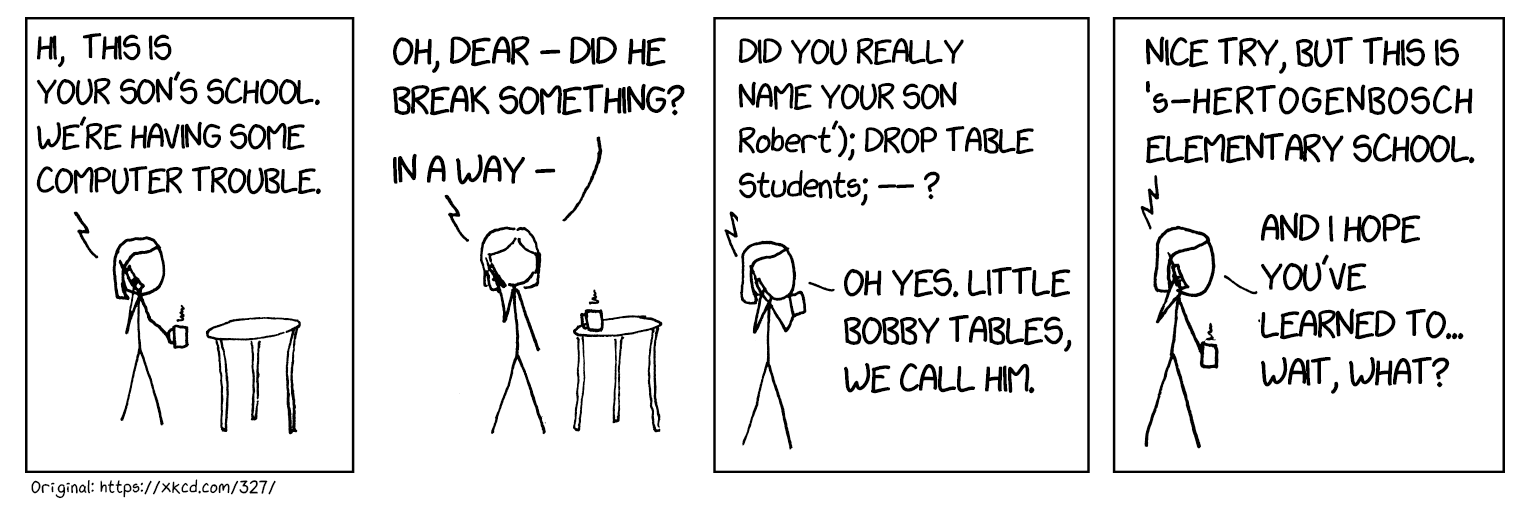 HI, THIS IS
YOUR SON'S SCHOOL.
WE'RE HAVING SOME
COMPUTER TROUBLE.
OH, DEAR – DID HE
BREAK SOMETHING?
IN A WAY –
DID YOU REALLY
NAME YOUR SON
Robert'); DROP TABLE
Students; –– ?
OH YES. LITTLE
BOBBY TABLES,
WE CALL HIM.
NICE TRY, BUT THIS IS
's–HERTOGENBOSCH
ELEMENTARY SCHOOL.
AND I HOPE
YOU'VE
LEARNED TO...
WAIT, WHAT?
Original: https://xkcd.com/327/